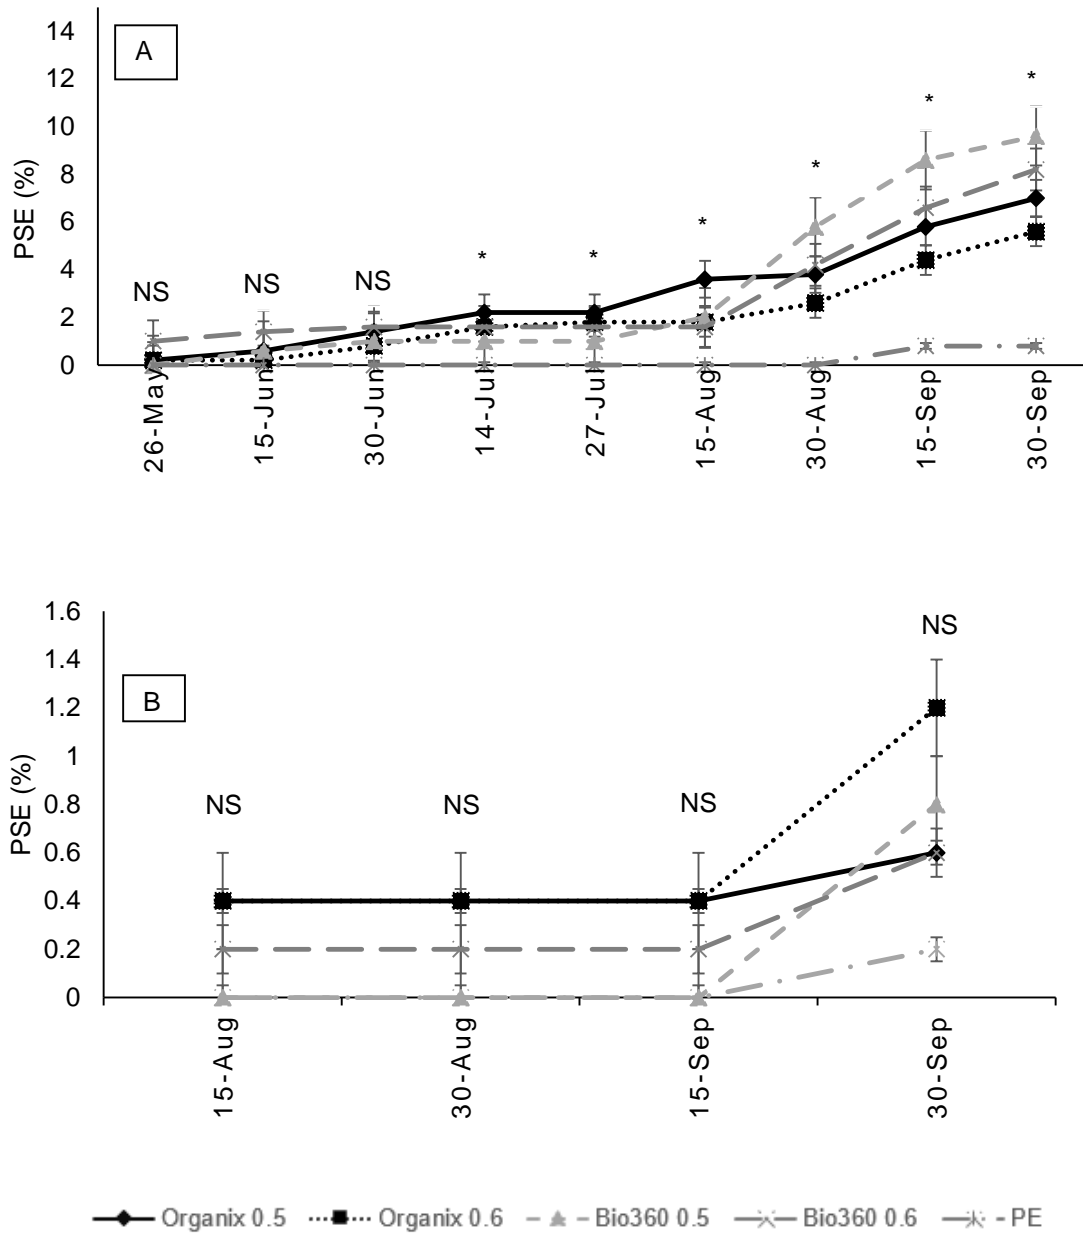 14
A
12
10
8
6
4
2
0
PSE (%)
NS
NS
NS
*
*
*
*
*
*
26-May
15-Jun
30-Jun
14-Jul
27-Jul
15-Aug
30-Aug
15-Sep
30-Sep
1.6
1.4
1.2
1
0.8
0.6
0.4
0.2
0
B
PSE (%)
NS
NS
NS
NS
15-Aug
30-Aug
15-Sep
30-Sep
Organix 0.5 Organix 0.6 Bio360 0.5 Bio360 0.6 PE